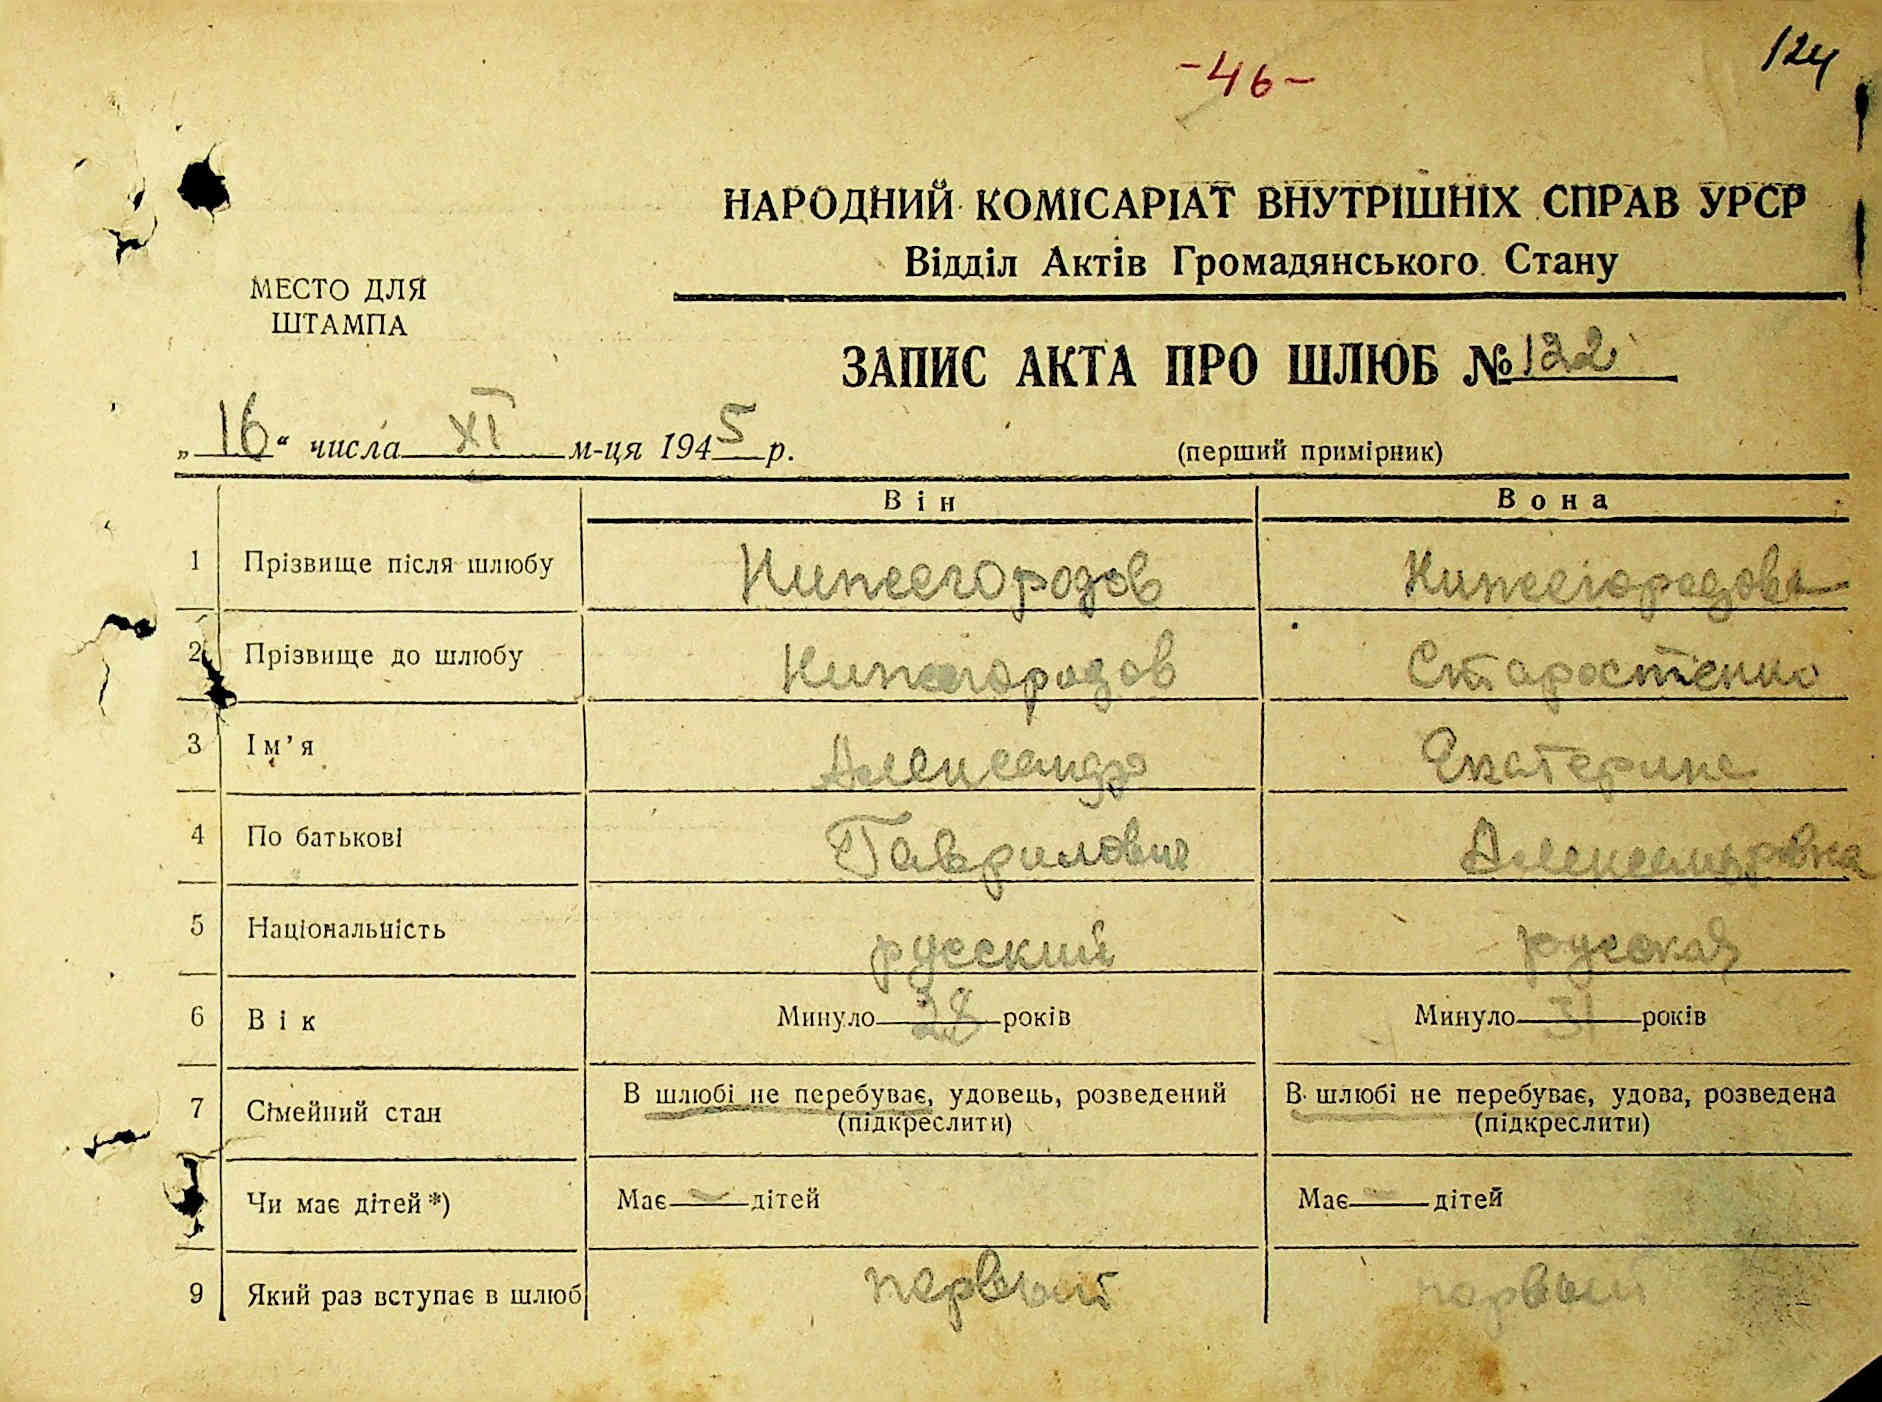 -46-
124
НАРОДНИЙ КОМІСАРІАТ ВНУТРІШНІХ СПРАВ УРСР
Відділ Актів Громадянського Стану
МЕСТО ДЛЯ
ШТАМПА
ЗАПИС АКТА ПРО ШЛЮБ № 122
„16“ числа XI м-ця 1945 р.
(перший примірник)
Він Вона
1 Прізвище після шлюбу Нижегородов Нижегородова
2 Прізвище до шлюбу Нижегородов Старостенко
3 Ім’я Александр Екатерина
4 По батькові Гаврилович Александровна
5 Національність русский русская
6 Вік Минуло 28 років Минуло 31 років
7 Сімейний стан В шлюбі не перебуває, удовець, розведений В шлюбі не перебуває, удова, розведена
(підкреслити) (підкреслити)
Чи має дітей *) Має — дітей Має — дітей
9 Який раз вступає в шлюб первый первый